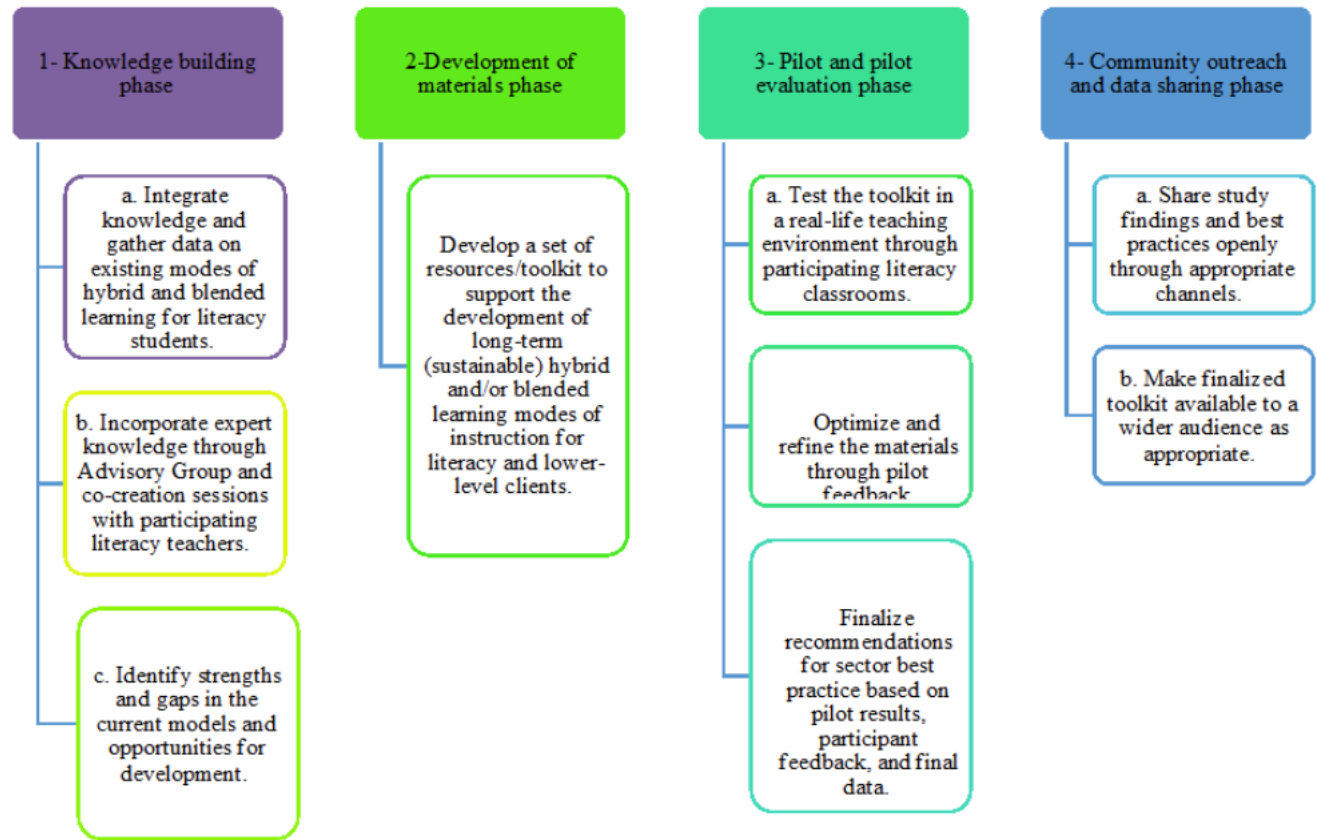 1- Knowledge building
phase
a. Integrate
knowledge and
gather data on
existing modes of
hybrid and blended
learning for literacy
students.
b. Incorporate expert
knowledge through
Advisory Group and
co-creation sessions
with participating
literacy teachers.
c. Identify strengths
and gaps in the
current models and
opportunities for
development.
2-Development of
materials phase
Develop a set of
resources/toolkit to
support the
development of
long-term
(sustainable) hybrid
and/or blended
learning modes of
instruction for
literacy and lower-
level clients.
3- Pilot and pilot
evaluation phase
a. Test the toolkit in
a real-life teaching
environment through
participating literacy
classrooms.
Optimize and
refine the materials
through pilot
feedback
Finalize
recommendations
for sector best
practice based on
pilot results,
participant
feedback, and final
data.
4- Community outreach
and data sharing phase
a. Share study
findings and best
practices openly
through appropriate
channels.
b. Make finalized
toolkit available to a
wider audience as
appropriate.